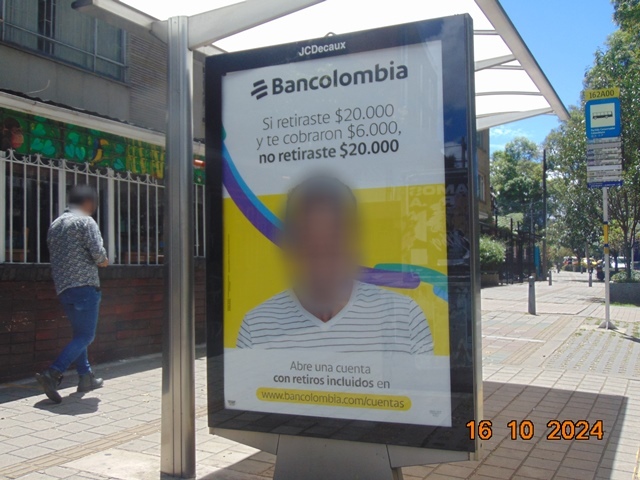 JCDecaux
Bancolombia
Si retiraste $20.000
y te cobraron $6.000,
no retiraste $20.000
Abre una cuenta
con retiros incluidos en
www.bancolombia.com/cuentas
162A00
16 10 2024